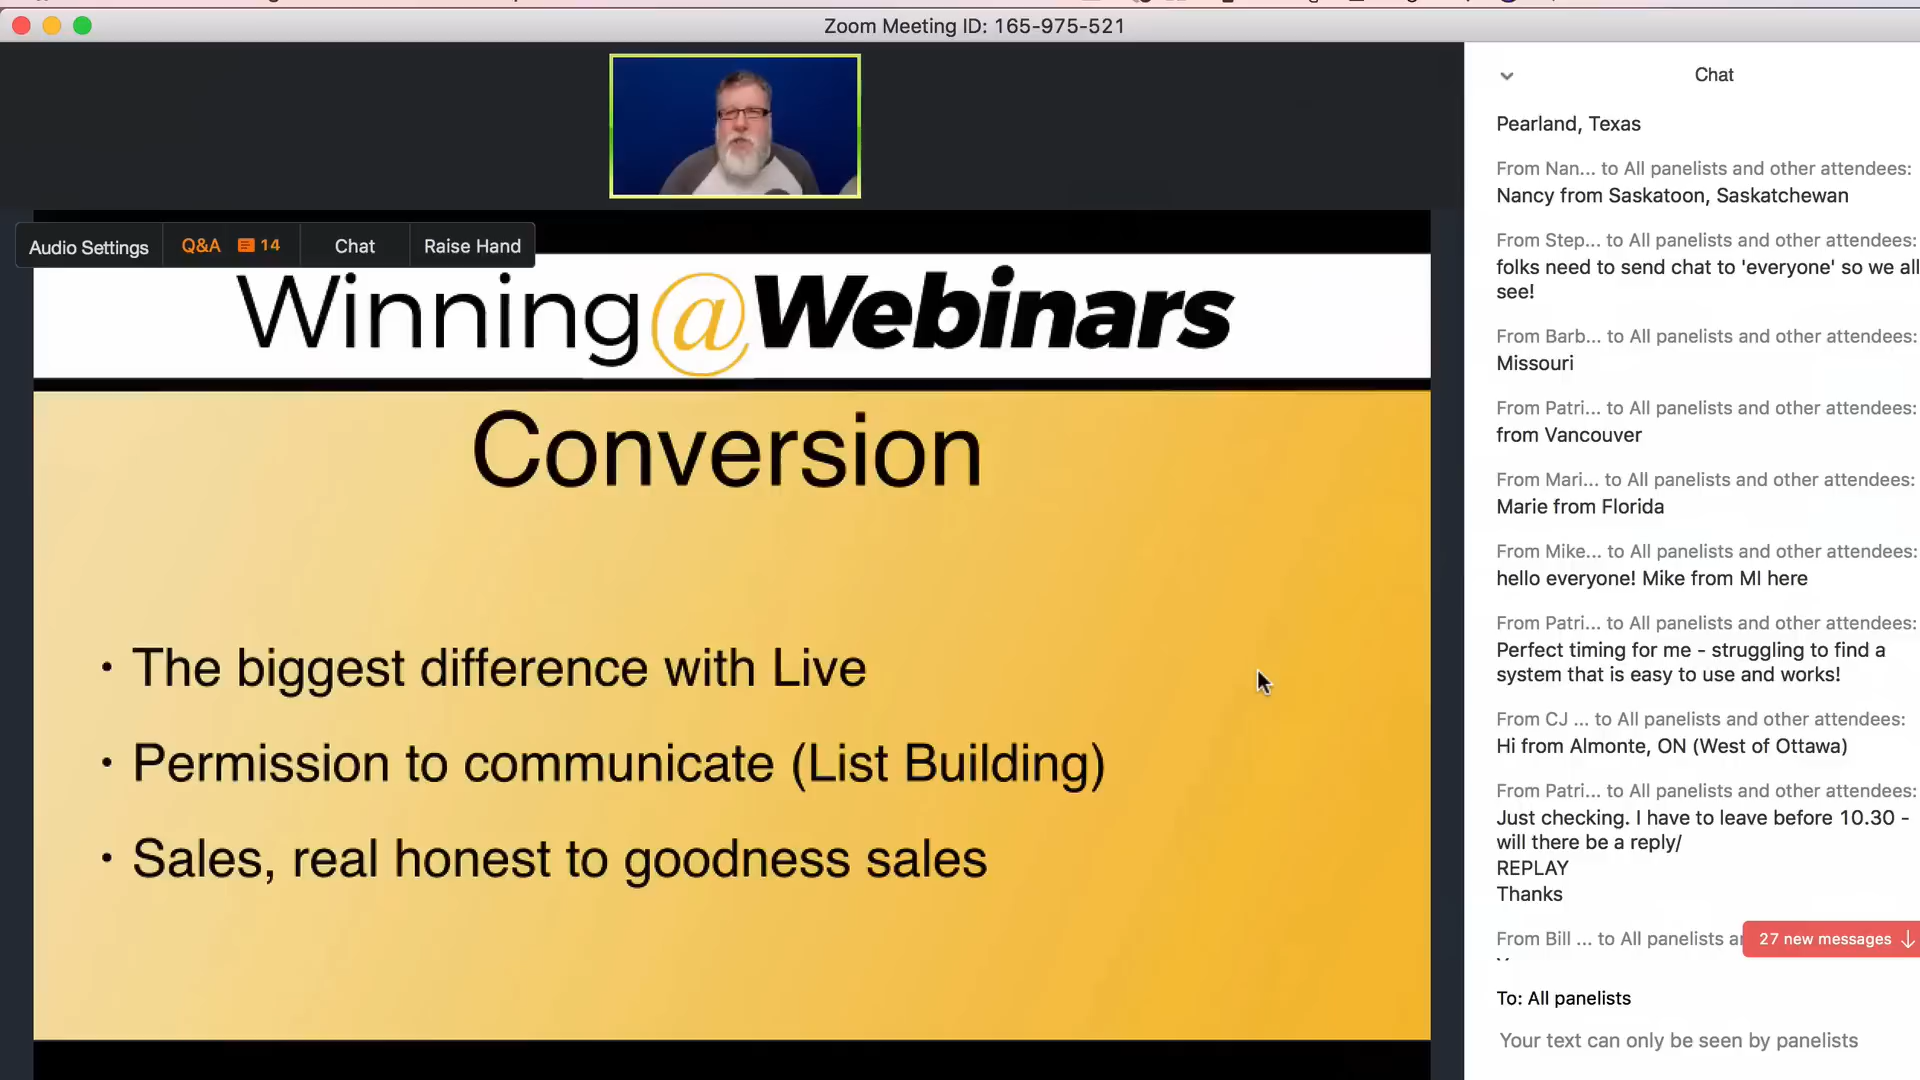 Zoom Meeting ID: 165-975-521
Audio Settings
Q&A 14
Chat
Raise Hand
Winning@Webinars
Conversion
• The biggest difference with Live
• Permission to communicate (List Building)
• Sales, real honest to goodness sales
Chat
Pearland, Texas
From Nan... to All panelists and other attendees:
Nancy from Saskatoon, Saskatchewan
From Step... to All panelists and other attendees:
folks need to send chat to 'everyone' so we all
see!
From Barb... to All panelists and other attendees:
Missouri
From Patri... to All panelists and other attendees:
from Vancouver
From Mari... to All panelists and other attendees:
Marie from Florida
From Mike... to All panelists and other attendees:
hello everyone! Mike from MI here
From Patri... to All panelists and other attendees:
Perfect timing for me - struggling to find a
system that is easy to use and works!
From CJ ... to All panelists and other attendees:
Hi from Almonte, ON (West of Ottawa)
From Patri... to All panelists and other attendees:
Just checking. I have to leave before 10.30 -
will there be a reply/
REPLAY
Thanks
From Bill ... to All panelists
27 new messages
To: All panelists
Your text can only be seen by panelists